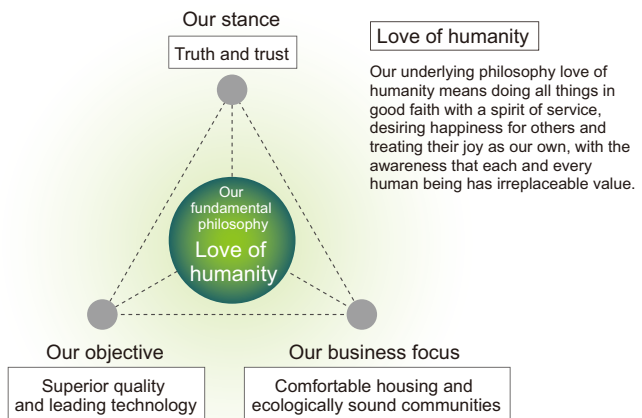 Our stance
Truth and trust
Love of humanity
Our underlying philosophy love of
humanity means doing all things in
good faith with a spirit of service,
desiring happiness for others and
treating their joy as our own, with the
awareness that each and every
human being has irreplaceable value.
Our
fundamental
philosophy
Love of
humanity
Our objective
Superior quality
and leading technology
Our business focus
Comfortable housing and
ecologically sound communities